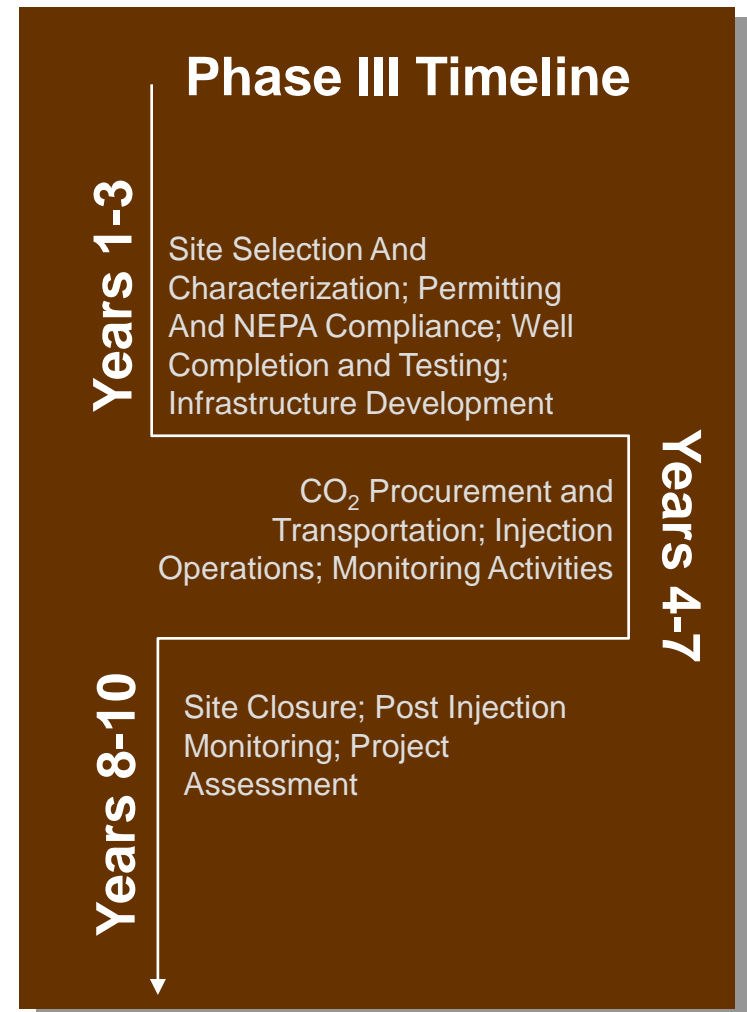 Phase III Timeline
Years 1-3
Site Selection And
Characterization; Permitting
And NEPA Compliance; Well
Completion and Testing;
Infrastructure Development
Years 4-7
CO₂ Procurement and
Transportation; Injection
Operations; Monitoring Activities
Years 8-10
Site Closure; Post Injection
Monitoring; Project
Assessment